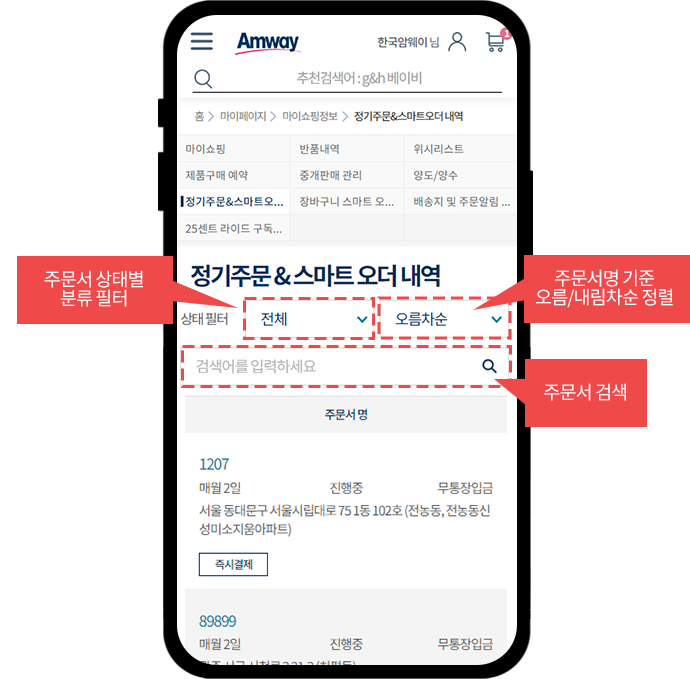 Amway
한국암웨이 님
1
추천검색어 : g&h 베이비
홈 > 마이페이지 > 마이쇼핑정보 > 정기주문&스마트오더 내역
마이쇼핑 반품내역 위시리스트
제품구매 예약 중개판매 관리 양도/양수
정기주문&스마트오... 장바구니 스마트 오... 배송지 및 주문알림 ...
25센트 라이드 구독...
주문서 상태별
분류 필터
정기주문 & 스마트 오더 내역
주문서명 기준
오름/내림차순 정렬
상태 필터 전체 오름차순
검색어를 입력하세요
주문서 검색
주문서 명
1207
매월 2일 진행중 무통장입금
서울 동대문구 서울시립대로 75 1동 102호 (전농동, 전농동신
성미소지움아파트)
즉시결제
89899
매월 2일 진행중 무통장입금